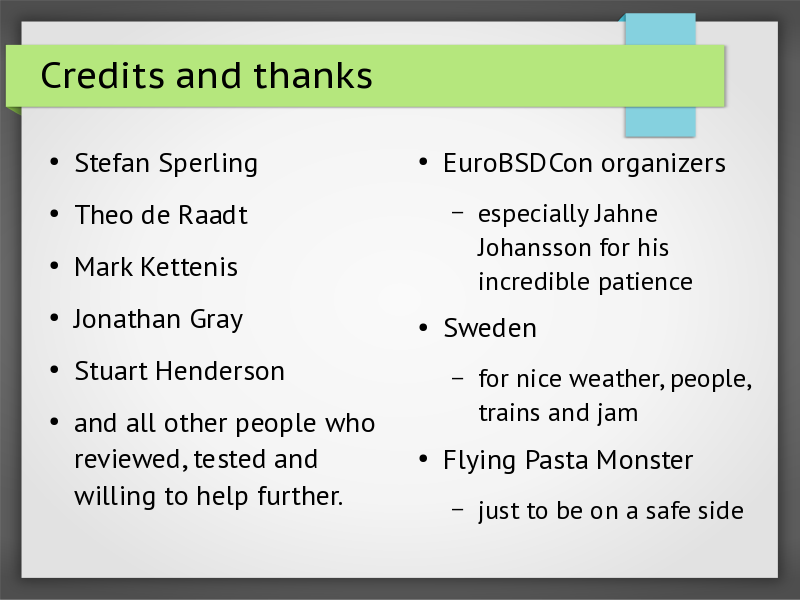 Credits and thanks
• Stefan Sperling
• Theo de Raadt
• Mark Kettenis
• Jonathan Gray
• Stuart Henderson
• and all other people who
reviewed, tested and
willing to help further.
• EuroBSDCon organizers
– especially Jahne
Johansson for his
incredible patience
• Sweden
– for nice weather, people,
trains and jam
• Flying Pasta Monster
– just to be on a safe side